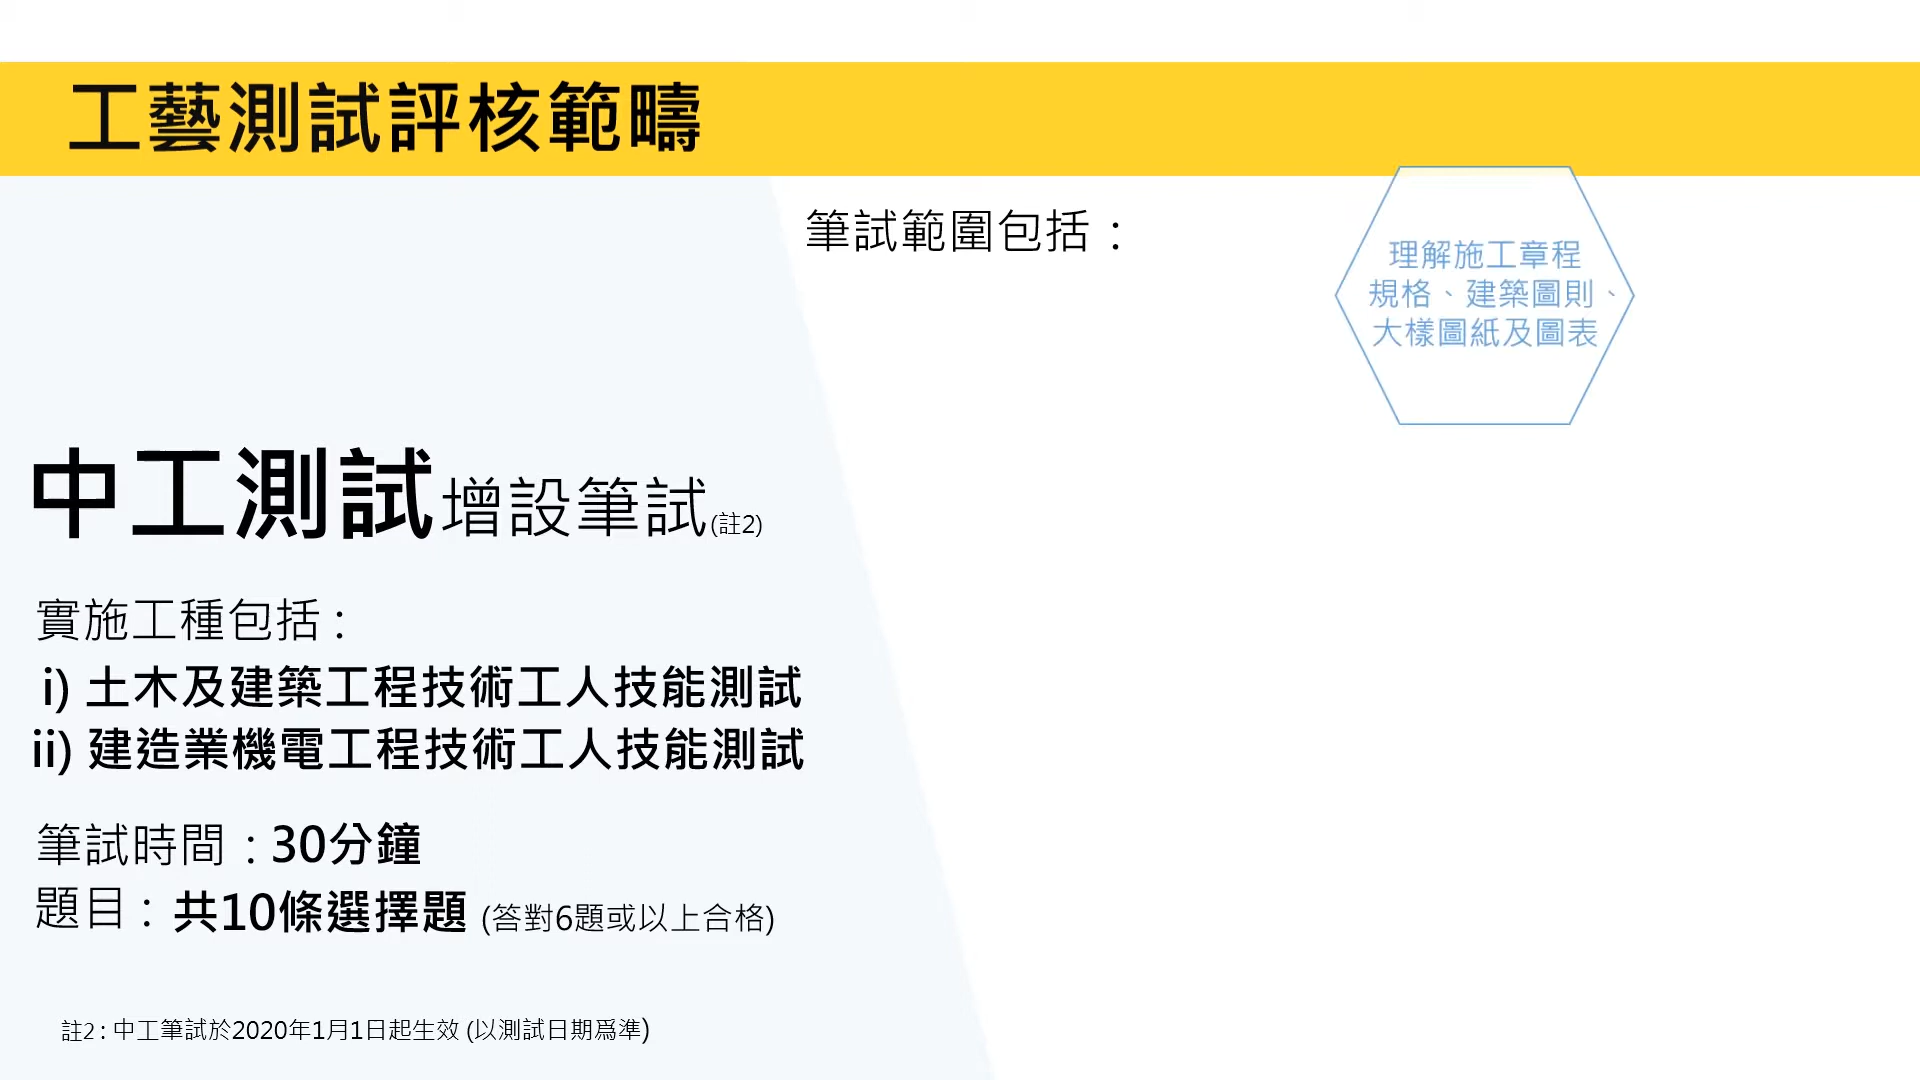 工藝測試評核範疇
筆試範圍包括：
理解施工章程
規格、建築圖則、
大樣圖紙及圖表
中工測試增設筆試(註2)
實施工種包括：
i) 土木及建築工程技術工人技能測試
ii) 建造業機電工程技術工人技能測試
筆試時間：30分鐘
題目：共10條選擇題 (答對6題或以上合格)
註2 : 中工筆試於2020年1月1日起生效 (以測試日期爲準)